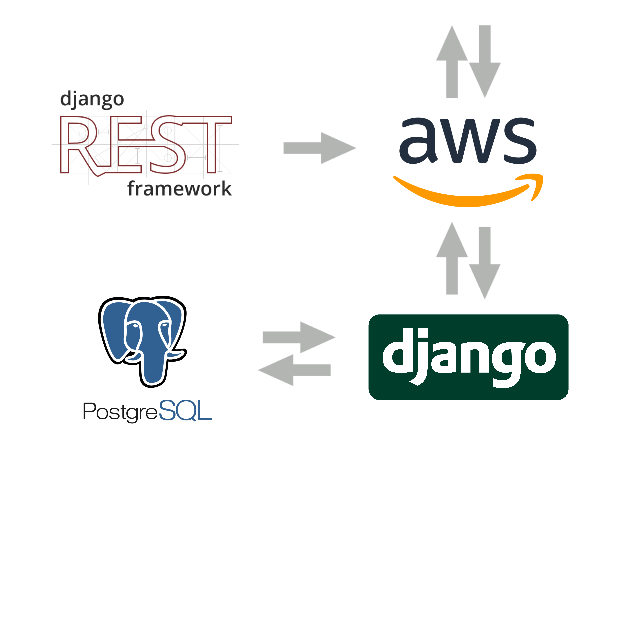 django
REST
framework
aws
PostgreSQL
django